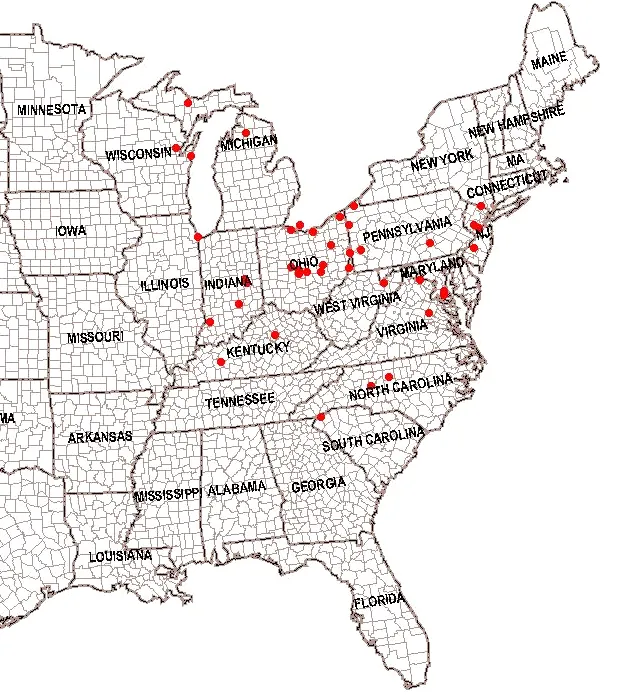 MAINE
MINNESOTA
NEW HAMPSHIRE
MICHIGAN
WISCONSIN
NEW YORK
MA
CONNECTICUT
IOWA
PENNSYLVANIA
NJ
OHIO
MARYLAND
ILLINOIS
INDIANA
WEST VIRGINIA
VIRGINIA
MISSOURI
KENTUCKY
NORTH CAROLINA
TENNESSEE
MA
ARKANSAS
SOUTH CAROLINA
MISSISSIPPI
ALABAMA
GEORGIA
LOUISIANA
FLORIDA